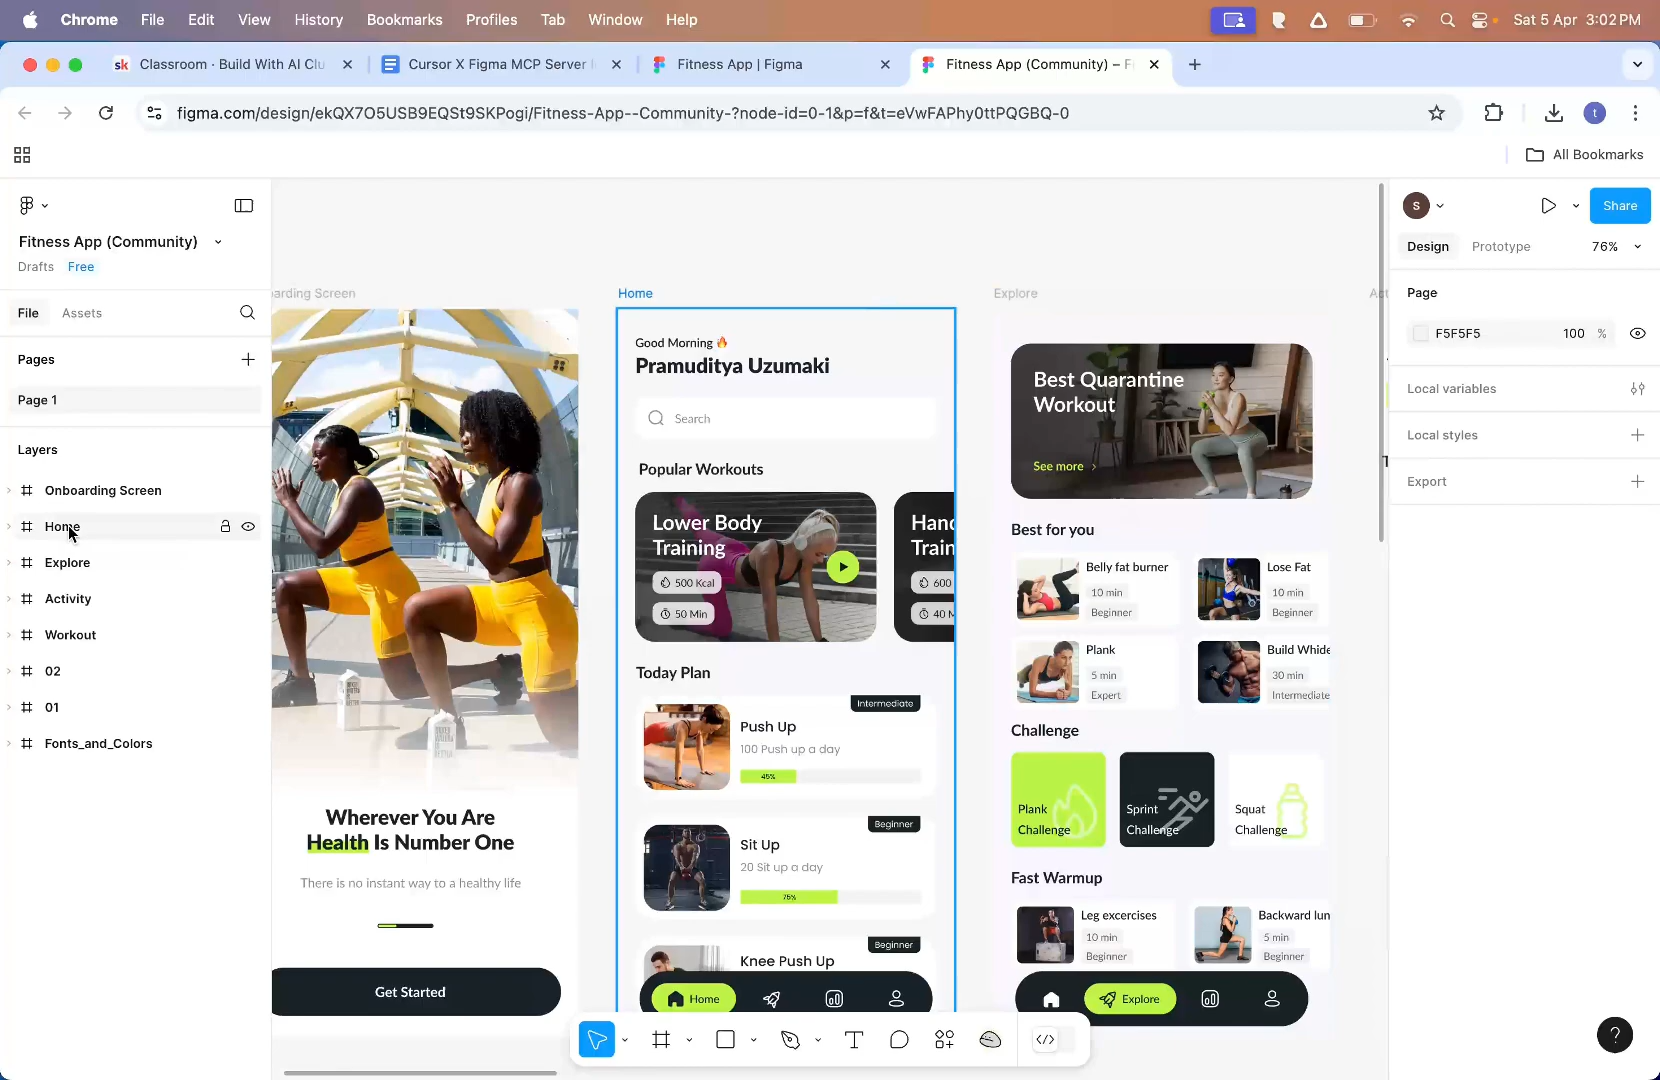 Chrome File Edit View History Bookmarks Profiles Tab Window Help
Sat 5 Apr 3:02 PM
sk Classroom · Build With AI Clu
Cursor X Figma MCP Server
Fitness App | Figma
Fitness App (Community) –
figma.com/design/ekQX7O5USB9EQSt9SKPogi/Fitness-App--Community-?node-id=0-1&p=f&t=eVwFAPhy0ttPQGBQ-0
t
All Bookmarks
Fitness App (Community)
Drafts Free
File Assets
Pages
Page 1
Layers
Onboarding Screen
Home
Explore
Activity
Workout
02
01
Fonts_and_Colors
arding Screen
Wherever You Are
Health Is Number One
There is no instant way to a healthy life
Get Started
Home
Good Morning 🔥
Pramuditya Uzumaki
Search
Popular Workouts
Lower Body
Training
500 Kcal
50 Min
Hand
Train
600
40 M
Today Plan
Intermediate
Push Up
100 Push up a day
45%
Beginner
Sit Up
20 Sit up a day
75%
Beginner
Knee Push Up
Home
Explore
Best Quarantine
Workout
See more
Best for you
Belly fat burner
10 min
Beginner
Lose Fat
10 min
Beginner
Plank
5 min
Expert
Build Whide
30 min
Intermediate
Challenge
Plank
Challenge
Sprint
Challenge
Squat
Challenge
Fast Warmup
Leg excercises
10 min
Beginner
Backward lun
5 min
Beginner
Explore
Act
S
Share
Design Prototype 76%
Page
F5F5F5 100 %
Local variables
Local styles
Export
?